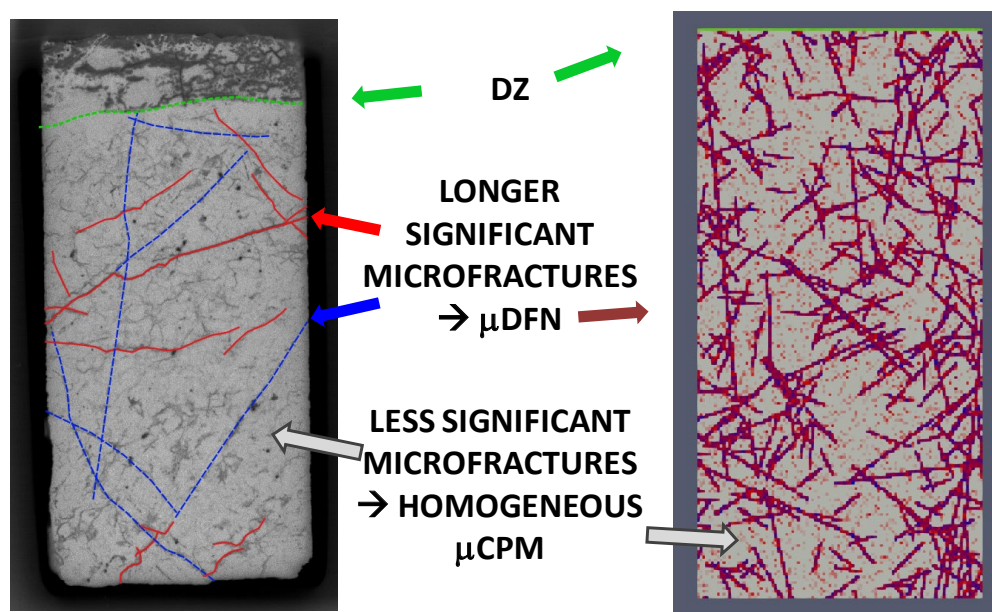 DZ
LONGER
SIGNIFICANT
MICROFRACTURES
→ μDFN
LESS SIGNIFICANT
MICROFRACTURES
→ HOMOGENEOUS
μCPM